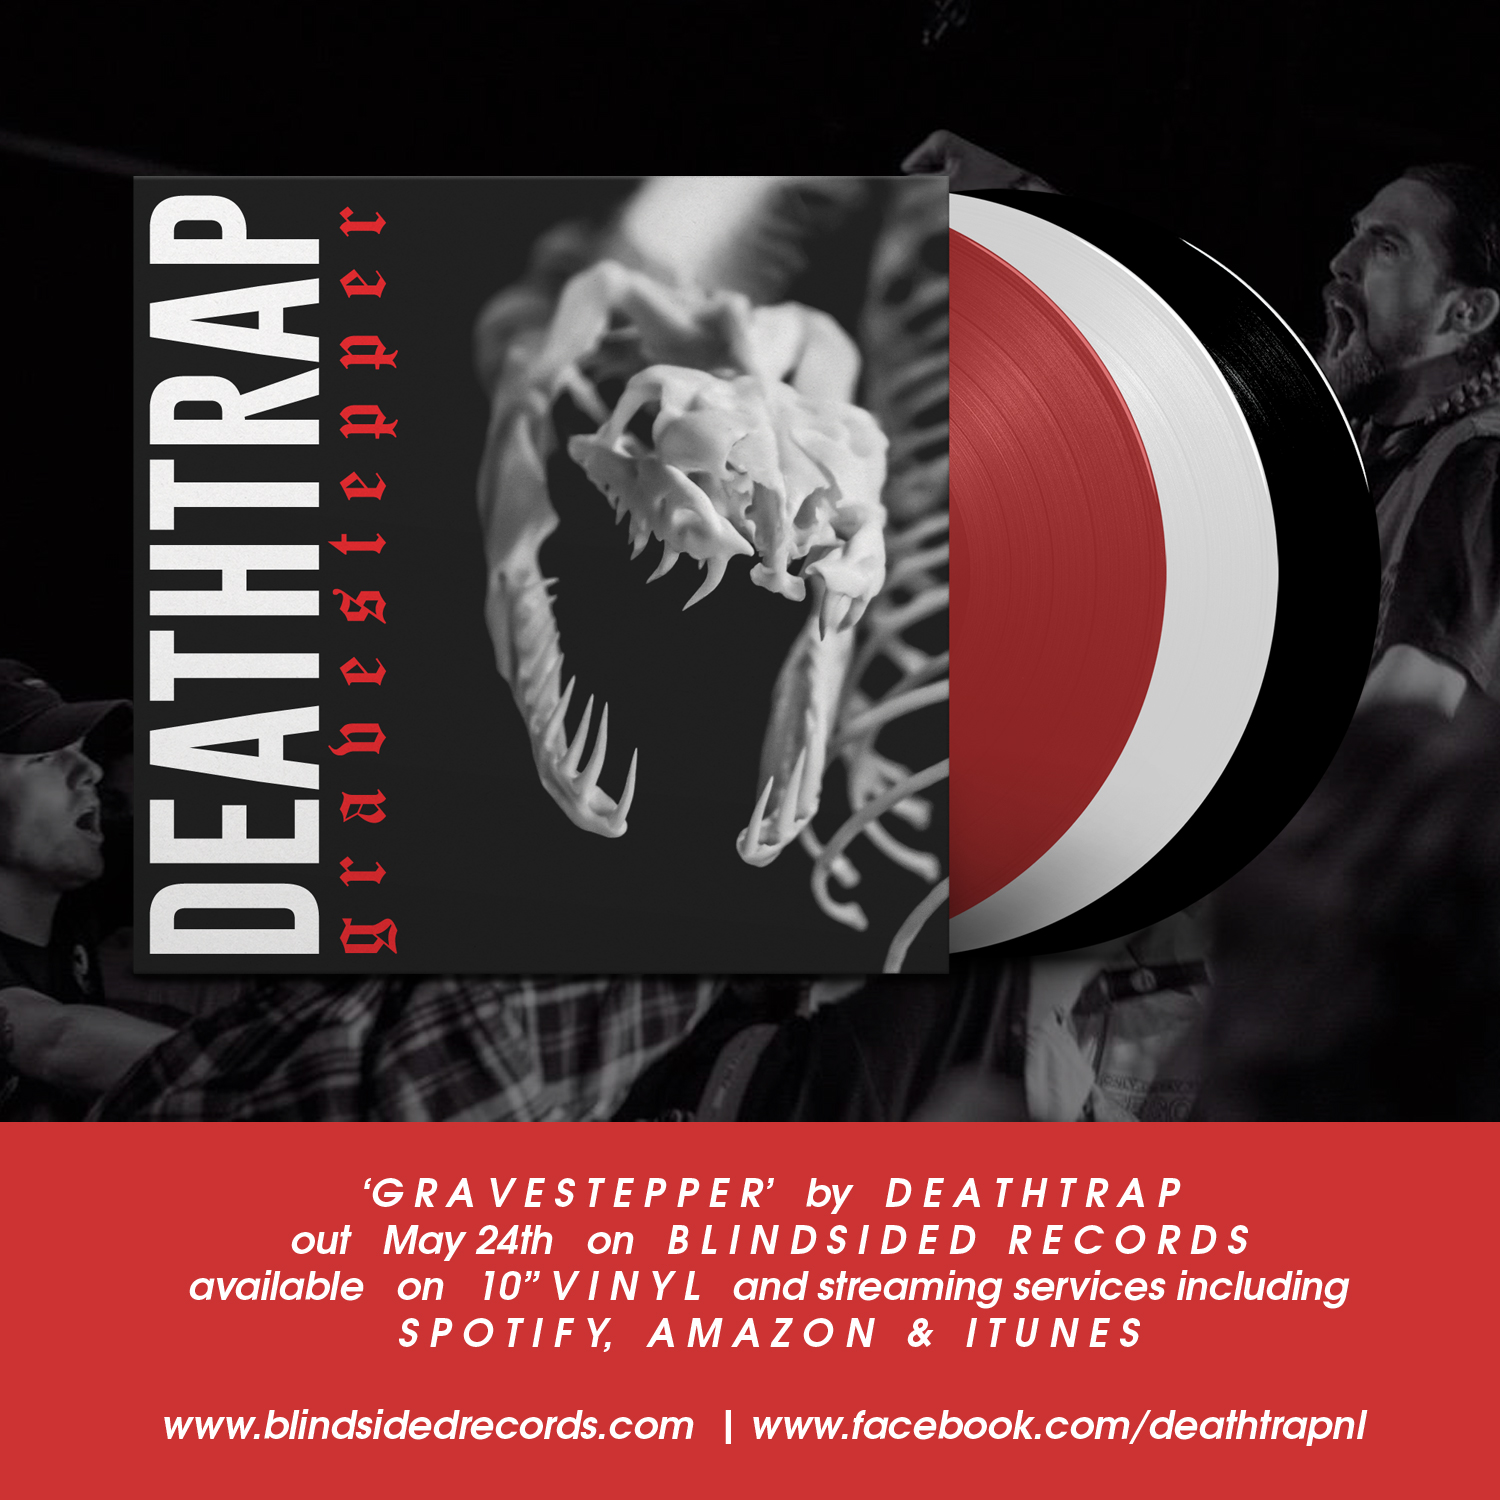 DEATHTRAP
gravestepper
‘GRAVESTEPPER’ by DEATHTRAP
out May 24th on BLINDSIDED RECORDS
available on 10” VINYL and streaming services including
SPOTIFY, AMAZON & ITUNES
www.blindsidedrecords.com | www.facebook.com/deathtrapnl